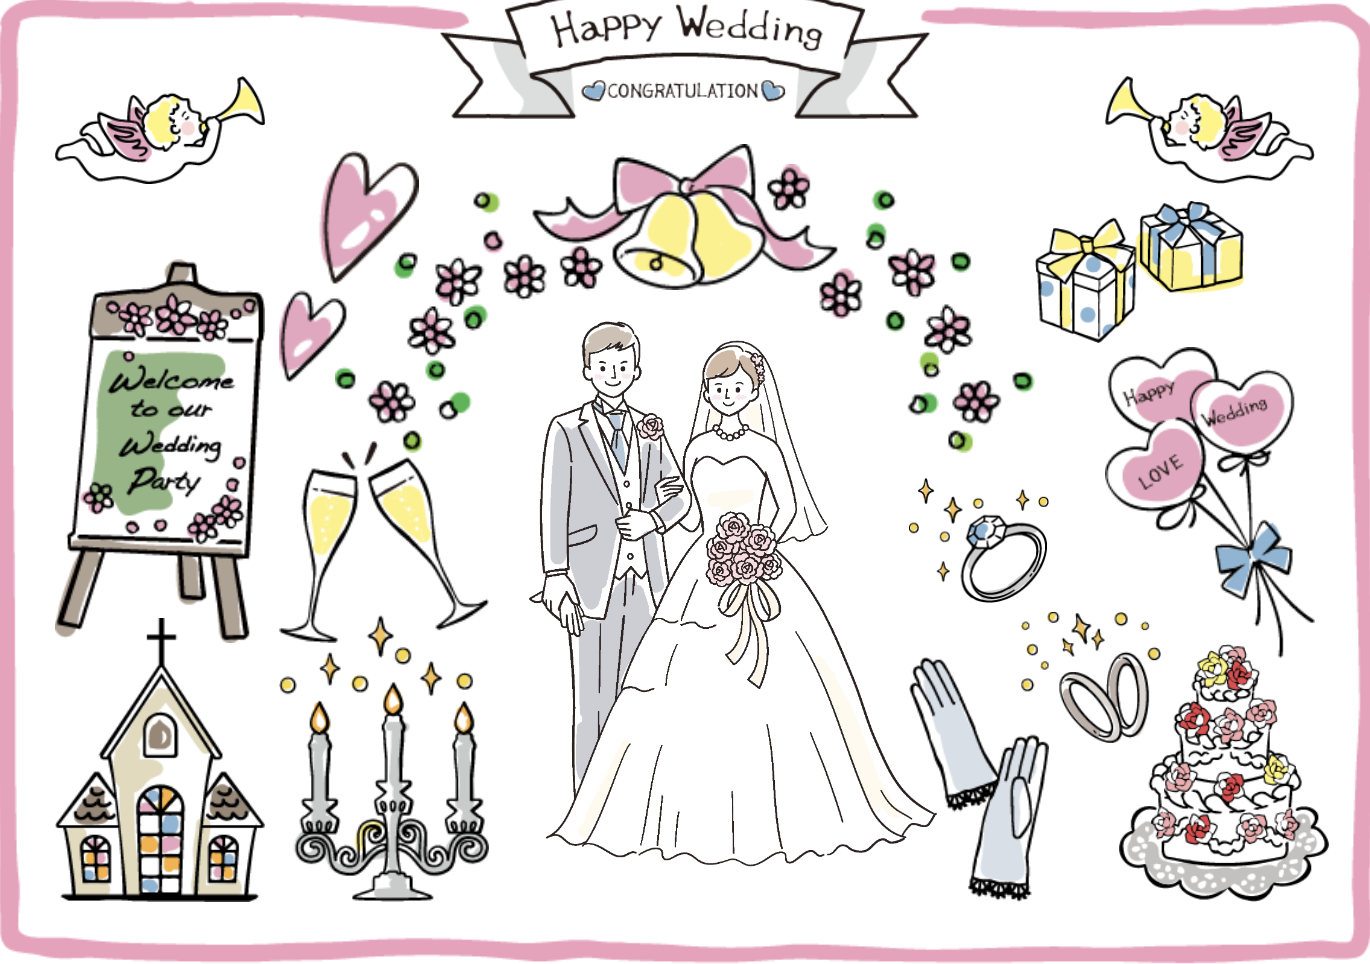 Happy Wedding
CONGRATULATION
Welcome
to our
Wedding
Party
Happy
Wedding
LOVE